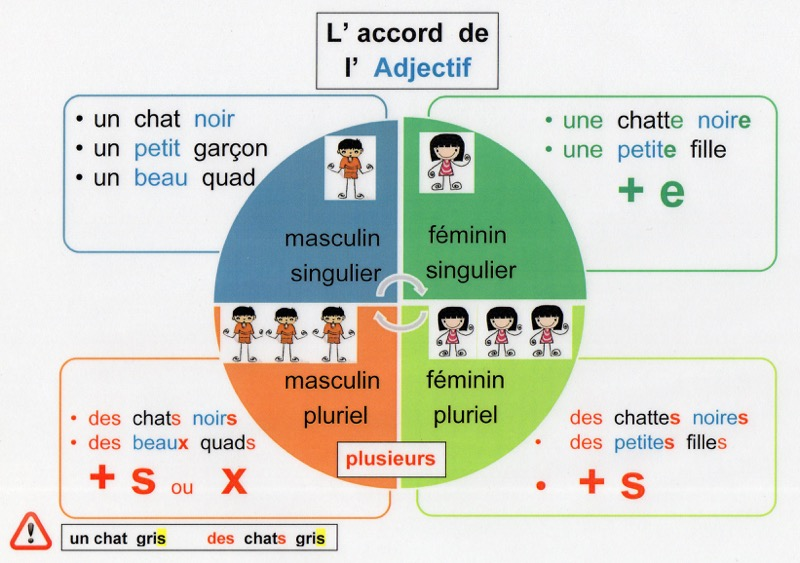 L' accord de
l' Adjectif
• un chat noir
• un petit garçon
• un beau quad
• une chatte noire
• une petite fille
+ e
masculin
singulier
féminin
singulier
masculin
pluriel
féminin
pluriel
plusieurs
• des chats noirs
• des beaux quads
+ s ou x
des chattes noires
• des petites filles
• + s
! un chat gris des chats gris